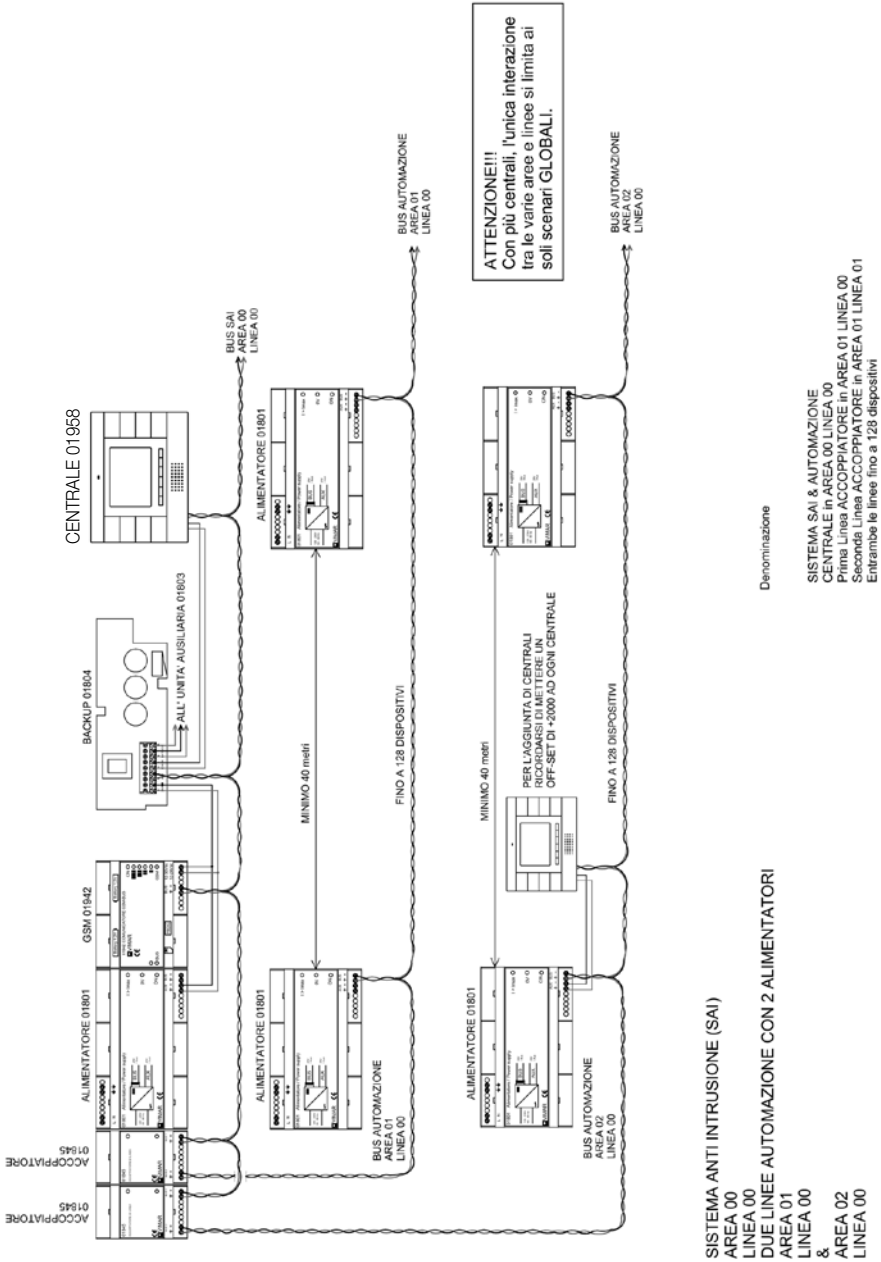 CENTRALE 01958
BACKUP 01804
GSM 01942
ALIMENTATORE 01801
ACCOPPIATORE
01845
ACCOPPIATORE
01845
ALL' UNITA' AUSILIARIA 01803
BUS SAI
AREA 00
LINEA 00
ALIMENTATORE 01801
ALIMENTATORE 01801
MINIMO 40 metri
BUS AUTOMAZIONE
AREA 01
LINEA 00
FINO A 128 DISPOSITIVI
BUS AUTOMAZIONE
AREA 01
LINEA 00
ATTENZIONE!!!
Con più centrali, l'unica interazione
tra le varie aree e linee si limita ai
soli scenari GLOBALI.
ALIMENTATORE 01801
MINIMO 40 metri
PER L'AGGIUNTA DI CENTRALI
RICORDARSI DI METTERE UN
OFF-SET DI +2000 AD OGNI CENTRALE
BUS AUTOMAZIONE
AREA 02
LINEA 00
FINO A 128 DISPOSITIVI
BUS AUTOMAZIONE
AREA 02
LINEA 00
SISTEMA ANTI INTRUSIONE (SAI)
AREA 00
LINEA 00
DUE LINEE AUTOMAZIONE CON 2 ALIMENTATORI
AREA 01
LINEA 00
&
AREA 02
LINEA 00
Denominazione
SISTEMA SAI & AUTOMAZIONE
CENTRALE in AREA 00 LINEA 00
Prima Linea ACCOPPIATORE in AREA 01 LINEA 00
Seconda Linea ACCOPPIATORE in AREA 01 LINEA 01
Entrambe le linee fino a 128 dispositivi